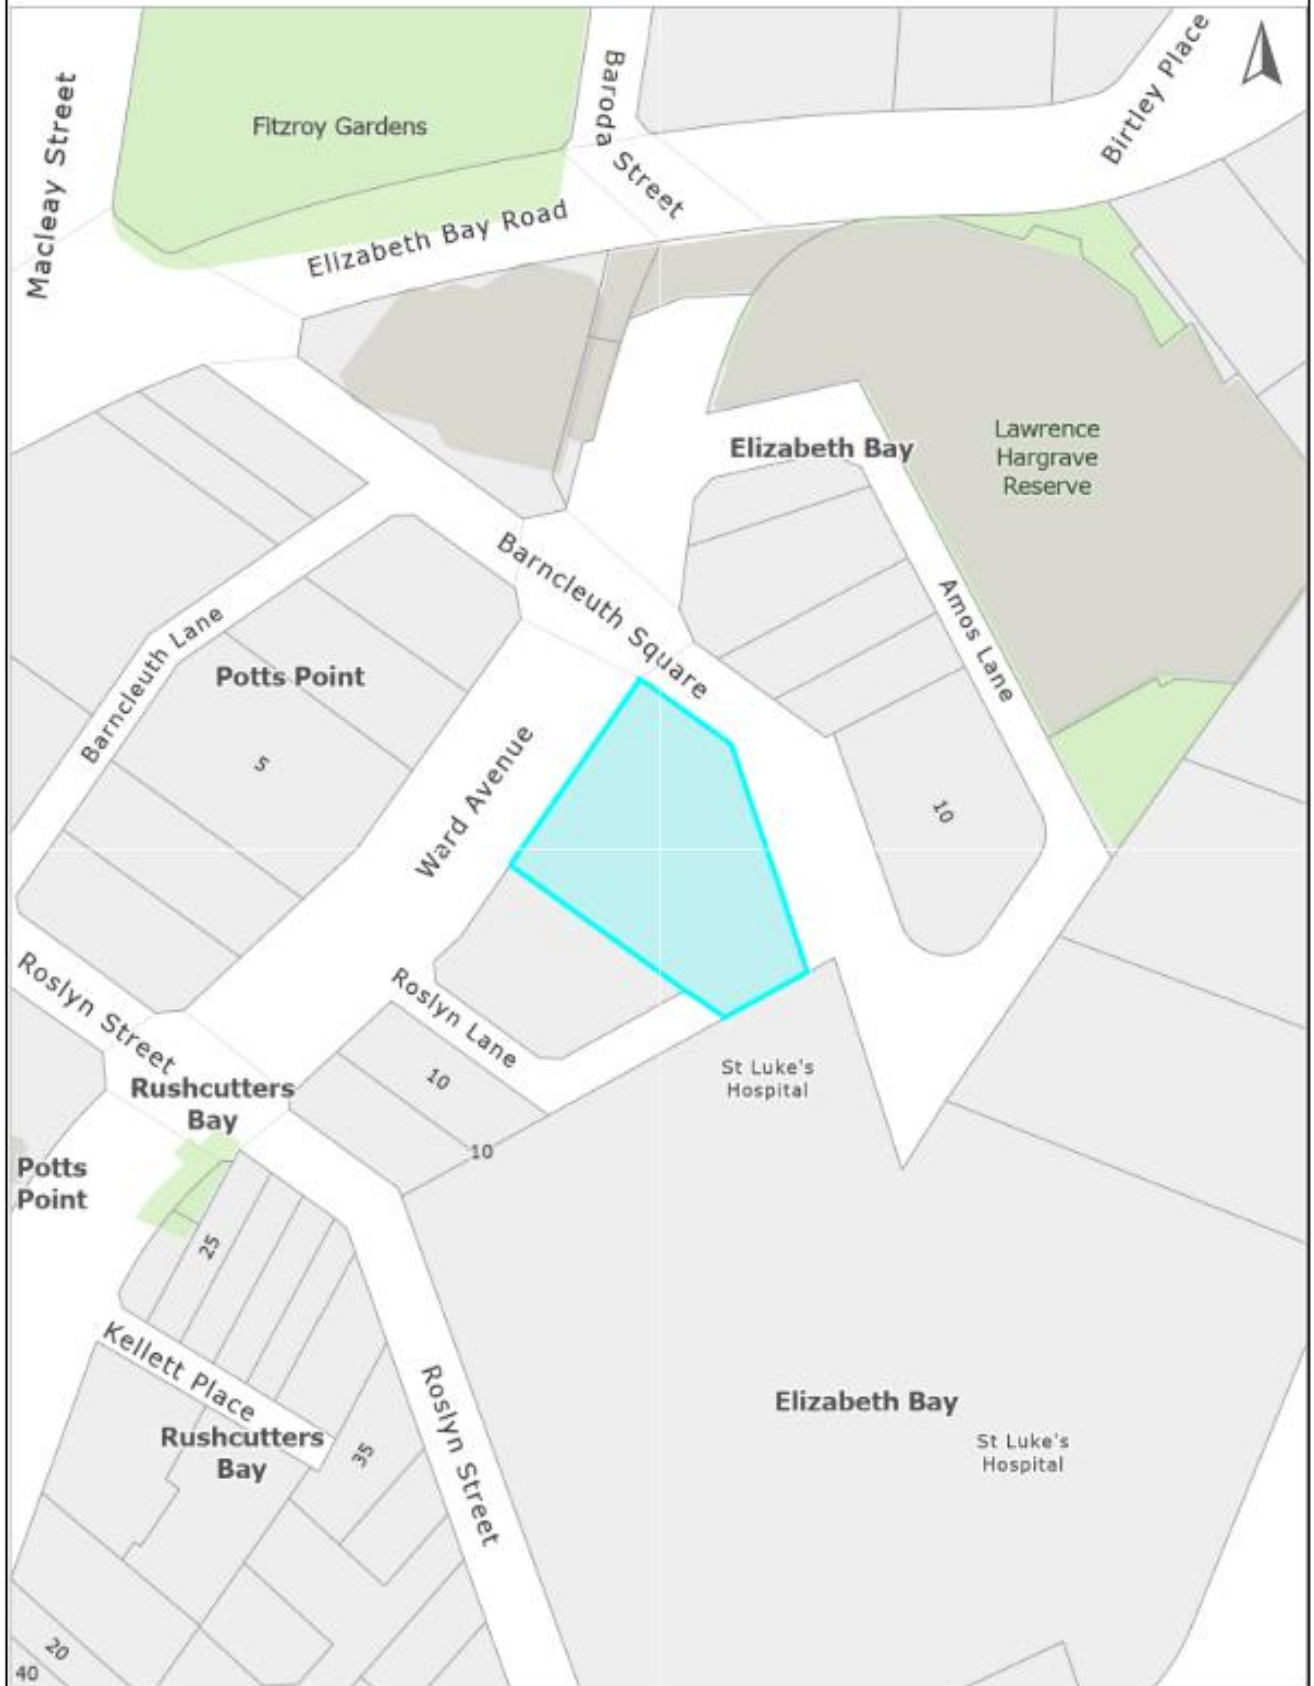 Macleay Street
Fitzroy Gardens
Baroda Street
Birtley Place
Elizabeth Bay Road
Elizabeth Bay
Lawrence
Hargrave
Reserve
Barncleuth Square
Amos Lane
Barncleuth Lane
Potts Point
5
Ward Avenue
10
Roslyn Street
Roslyn Lane
St Luke's
Hospital
10
Rushcutters
Bay
10
Potts
Point
25
Kellett Place
Roslyn Street
Elizabeth Bay
Rushcutters
Bay
35
St Luke's
Hospital
20
40